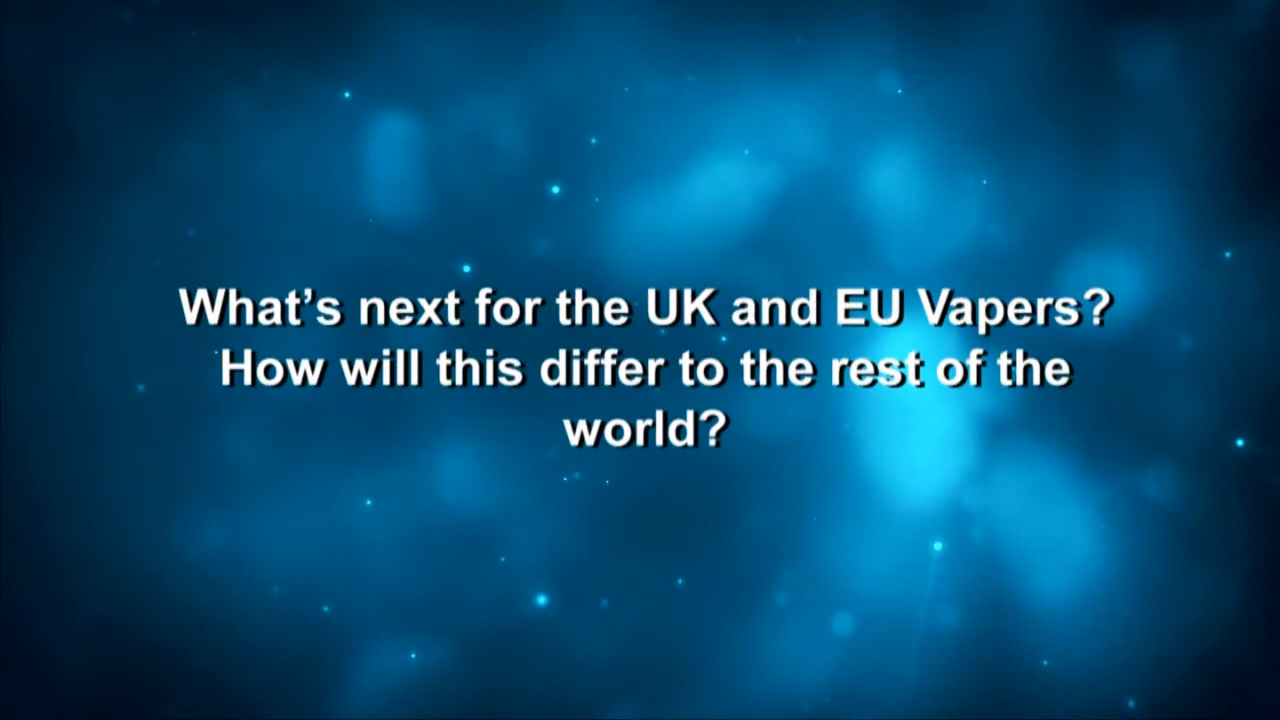 What’s next for the UK and EU Vapers?
How will this differ to the rest of the
world?